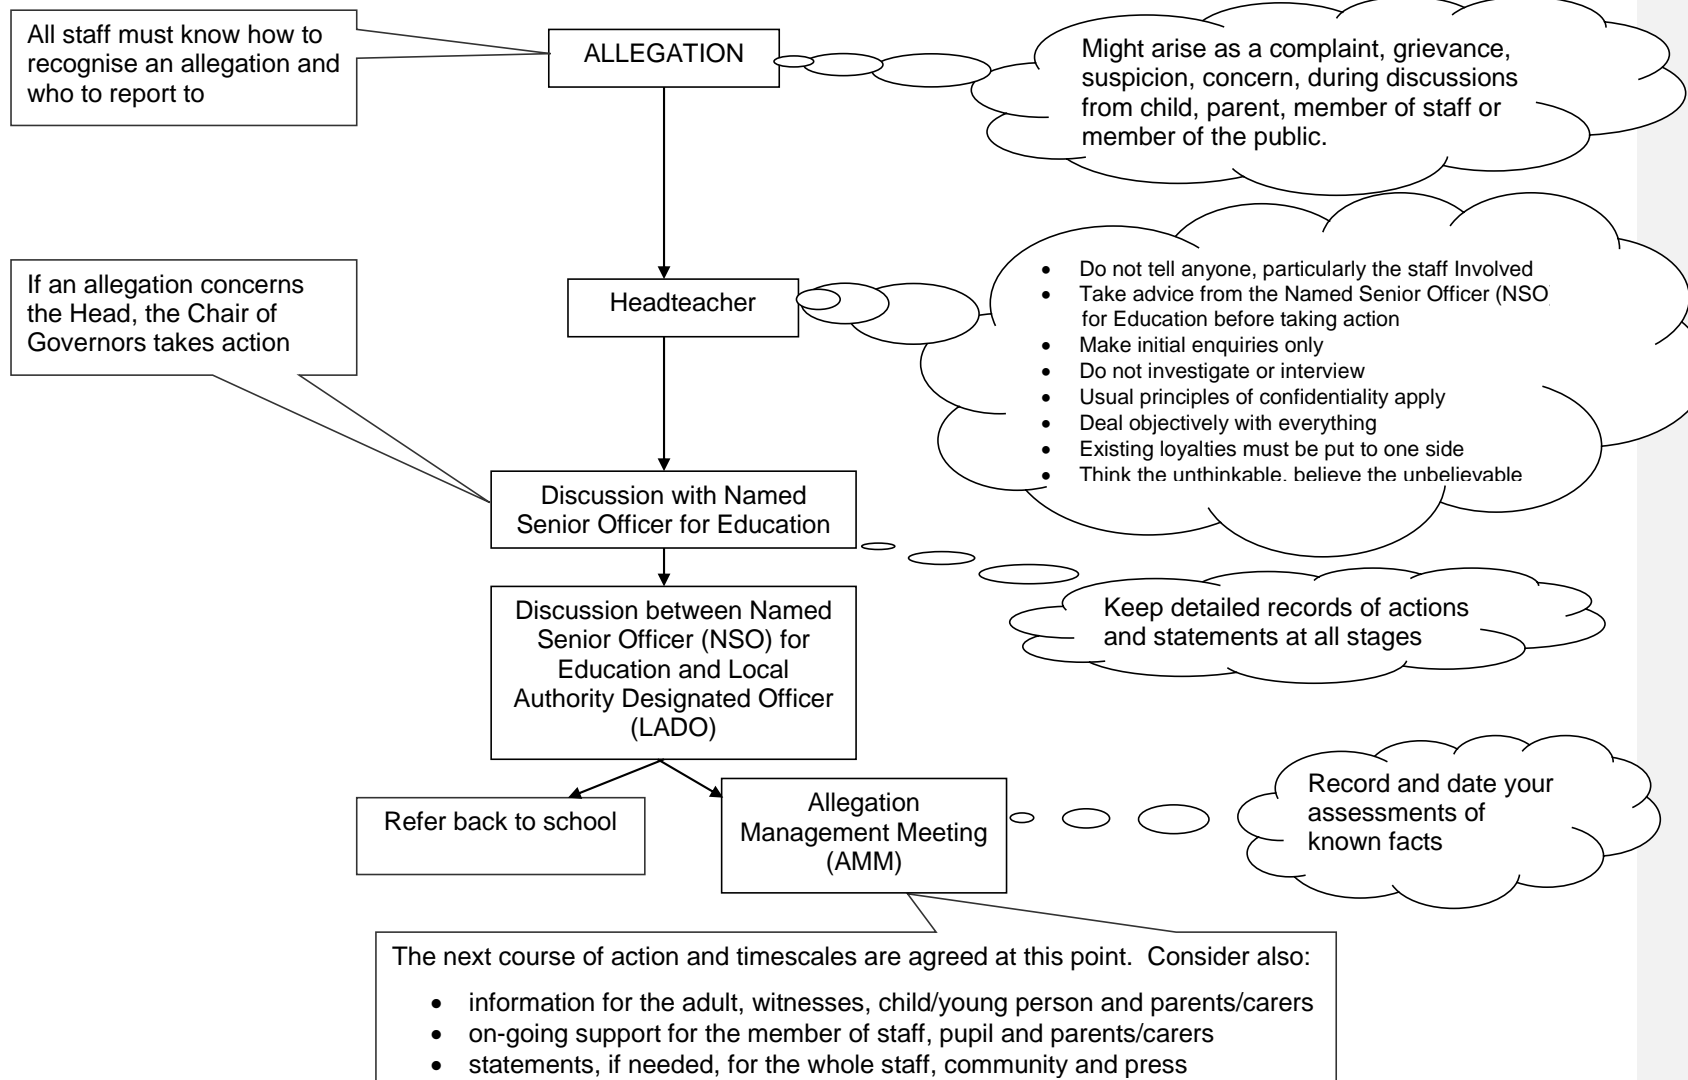 All staff must know how to
recognise an allegation and
who to report to
ALLEGATION
Might arise as a complaint, grievance,
suspicion, concern, during discussions
from child, parent, member of staff or
member of the public.
If an allegation concerns
the Head, the Chair of
Governors takes action
Headteacher
• Do not tell anyone, particularly the staff Involved
• Take advice from the Named Senior Officer (NSO)
for Education before taking action
• Make initial enquiries only
• Do not investigate or interview
• Usual principles of confidentiality apply
• Deal objectively with everything
• Existing loyalties must be put to one side
• Think the unthinkable, believe the unbelievable
Discussion with Named
Senior Officer for Education
Keep detailed records of actions
and statements at all stages
Discussion between Named
Senior Officer (NSO) for
Education and Local
Authority Designated Officer
(LADO)
Refer back to school
Allegation
Management Meeting
(AMM)
Record and date your
assessments of
known facts
The next course of action and timescales are agreed at this point.  Consider also:
• information for the adult, witnesses, child/young person and parents/carers
• on-going support for the member of staff, pupil and parents/carers
• statements, if needed, for the whole staff, community and press